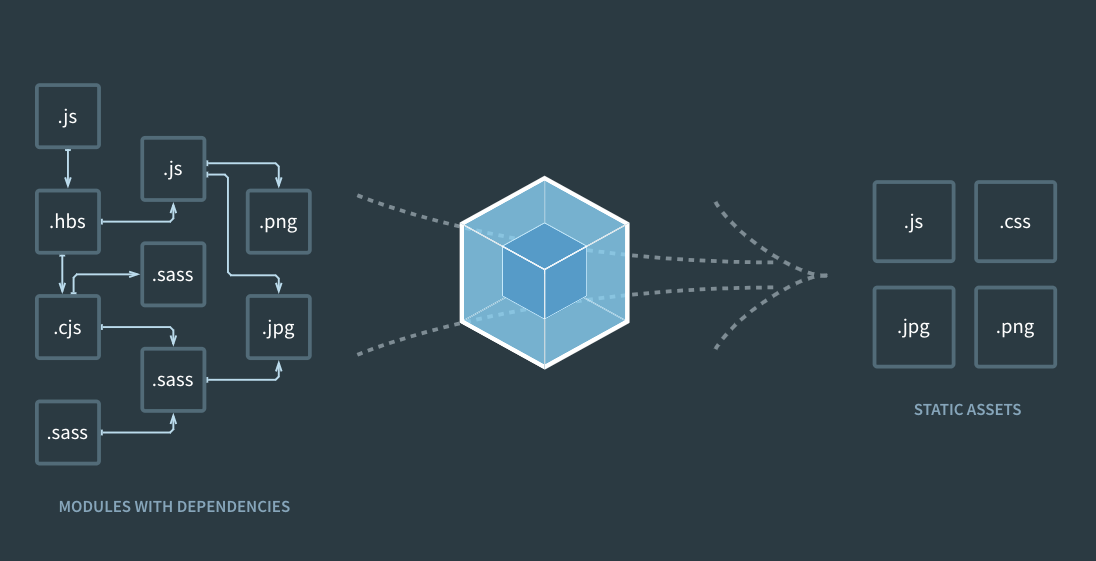 .js
.js
.hbs
.png
.sass
.cjs
.jpg
.sass
.sass
MODULES WITH DEPENDENCIES
.js
.css
.jpg
.png
STATIC ASSETS